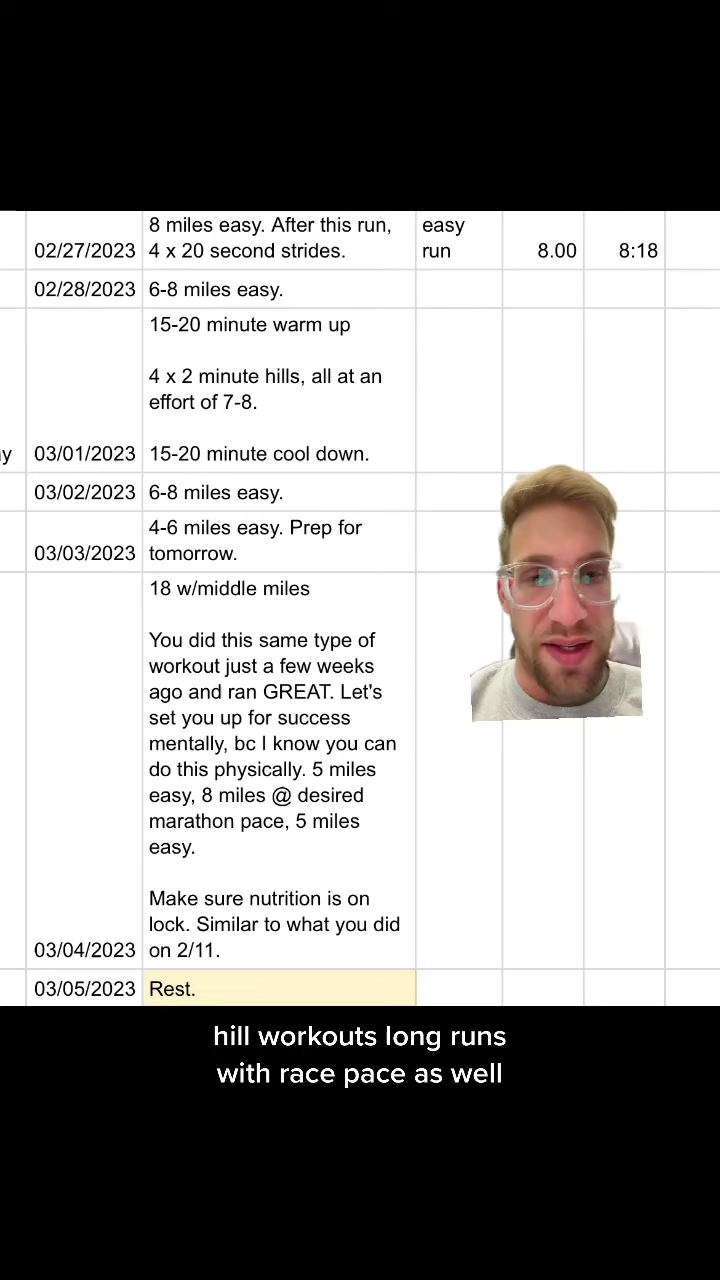 8 miles easy. After this run,
easy
02/27/2023
4 x 20 second strides.
run
8.00
8:18
02/28/2023
6-8 miles easy.
15-20 minute warm up
4 x 2 minute hills, all at an
effort of 7-8.
y
03/01/2023
15-20 minute cool down.
03/02/2023
6-8 miles easy.
4-6 miles easy. Prep for
03/03/2023
tomorrow.
18 w/middle miles
You did this same type of
workout just a few weeks
ago and ran GREAT. Let's
set you up for success
mentally, bc I know you can
do this physically. 5 miles
easy, 8 miles @ desired
marathon pace, 5 miles
easy.
Make sure nutrition is on
lock. Similar to what you did
03/04/2023
on 2/11.
03/05/2023
Rest.
hill workouts long runs
with race pace as well